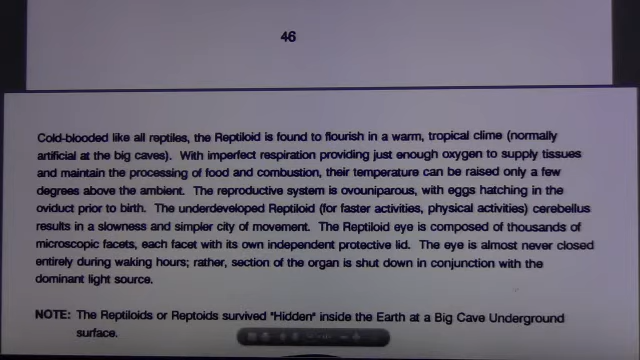 46
Cold-blooded like all reptiles, the Reptiloid is found to flourish in a warm, tropical clime (normally
artificial at the big caves). With imperfect respiration providing just enough oxygen to supply tissues
and maintain the processing of food and combustion, their temperature can be raised only a few
degrees above the ambient. The reproductive system is ovouniparous, with eggs hatching in the
oviduct prior to birth. The underdeveloped Reptiloid (for faster activities, physical activities) cerebellus
results in a slowness and simpler city of movement. The Reptiloid eye is composed of thousands of
microscopic facets, each facet with its own independent protective lid. The eye is almost never closed
entirely during waking hours; rather, section of the organ is shut down in conjunction with the
dominant light source.
NOTE: The Reptiloids or Reptoids survived "Hidden" inside the Earth at a Big Cave Underground
surface.